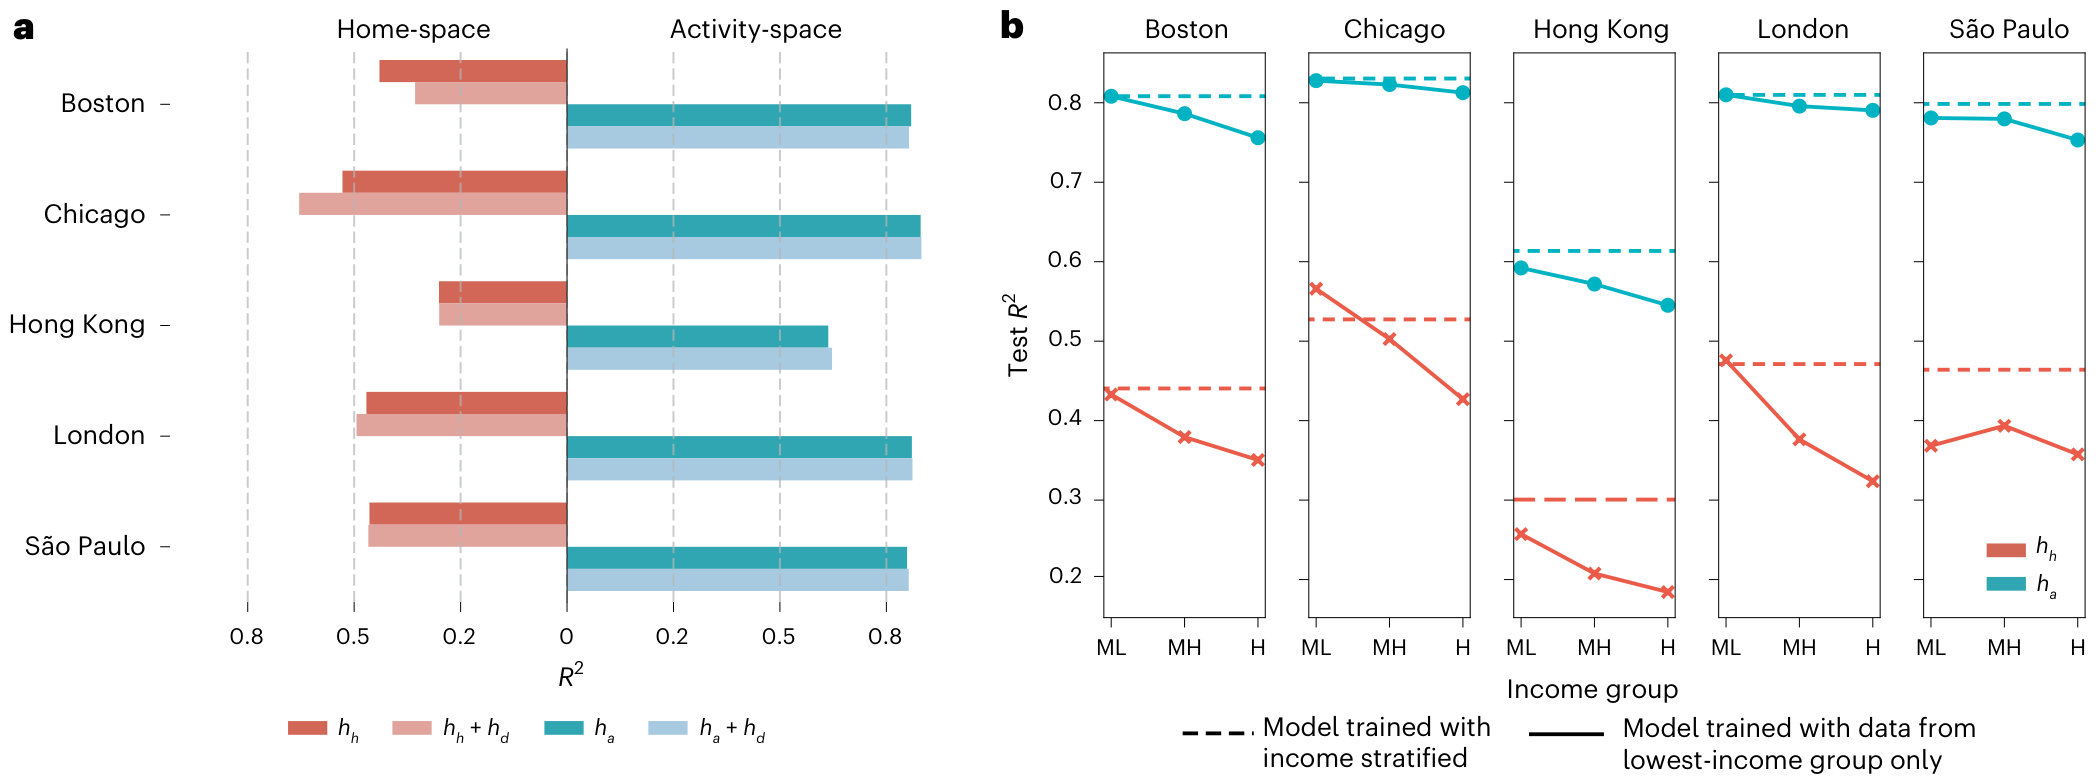 a
Home-space
Activity-space
Boston
Chicago
Hong Kong
London
São Paulo
0.8 0.5 0.2 0 0.2 0.5 0.8
R²
hₕ
hₕ + h_d
hₐ
hₐ + h_d
b
Boston
Chicago
Hong Kong
London
São Paulo
Test R²
0.8
0.7
0.6
0.5
0.4
0.3
0.2
hₕ
hₐ
ML MH H
ML MH H
ML MH H
ML MH H
ML MH H
Income group
Model trained with
income stratified
Model trained with data from
lowest-income group only